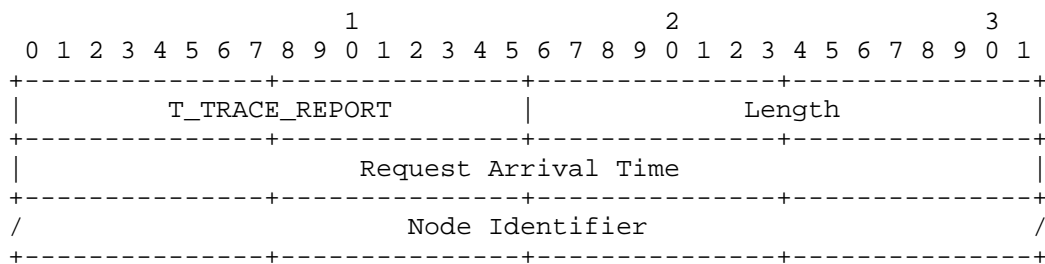 1                   2                   3
 0 1 2 3 4 5 6 7 8 9 0 1 2 3 4 5 6 7 8 9 0 1 2 3 4 5 6 7 8 9 0 1
+---------------+---------------+---------------+---------------+
|         T_TRACE_REPORT        |             Length            |
+---------------+---------------+---------------+---------------+
|                     Request Arrival Time                      |
+---------------+---------------+---------------+---------------+
/                        Node Identifier                        /
+---------------+---------------+---------------+---------------+